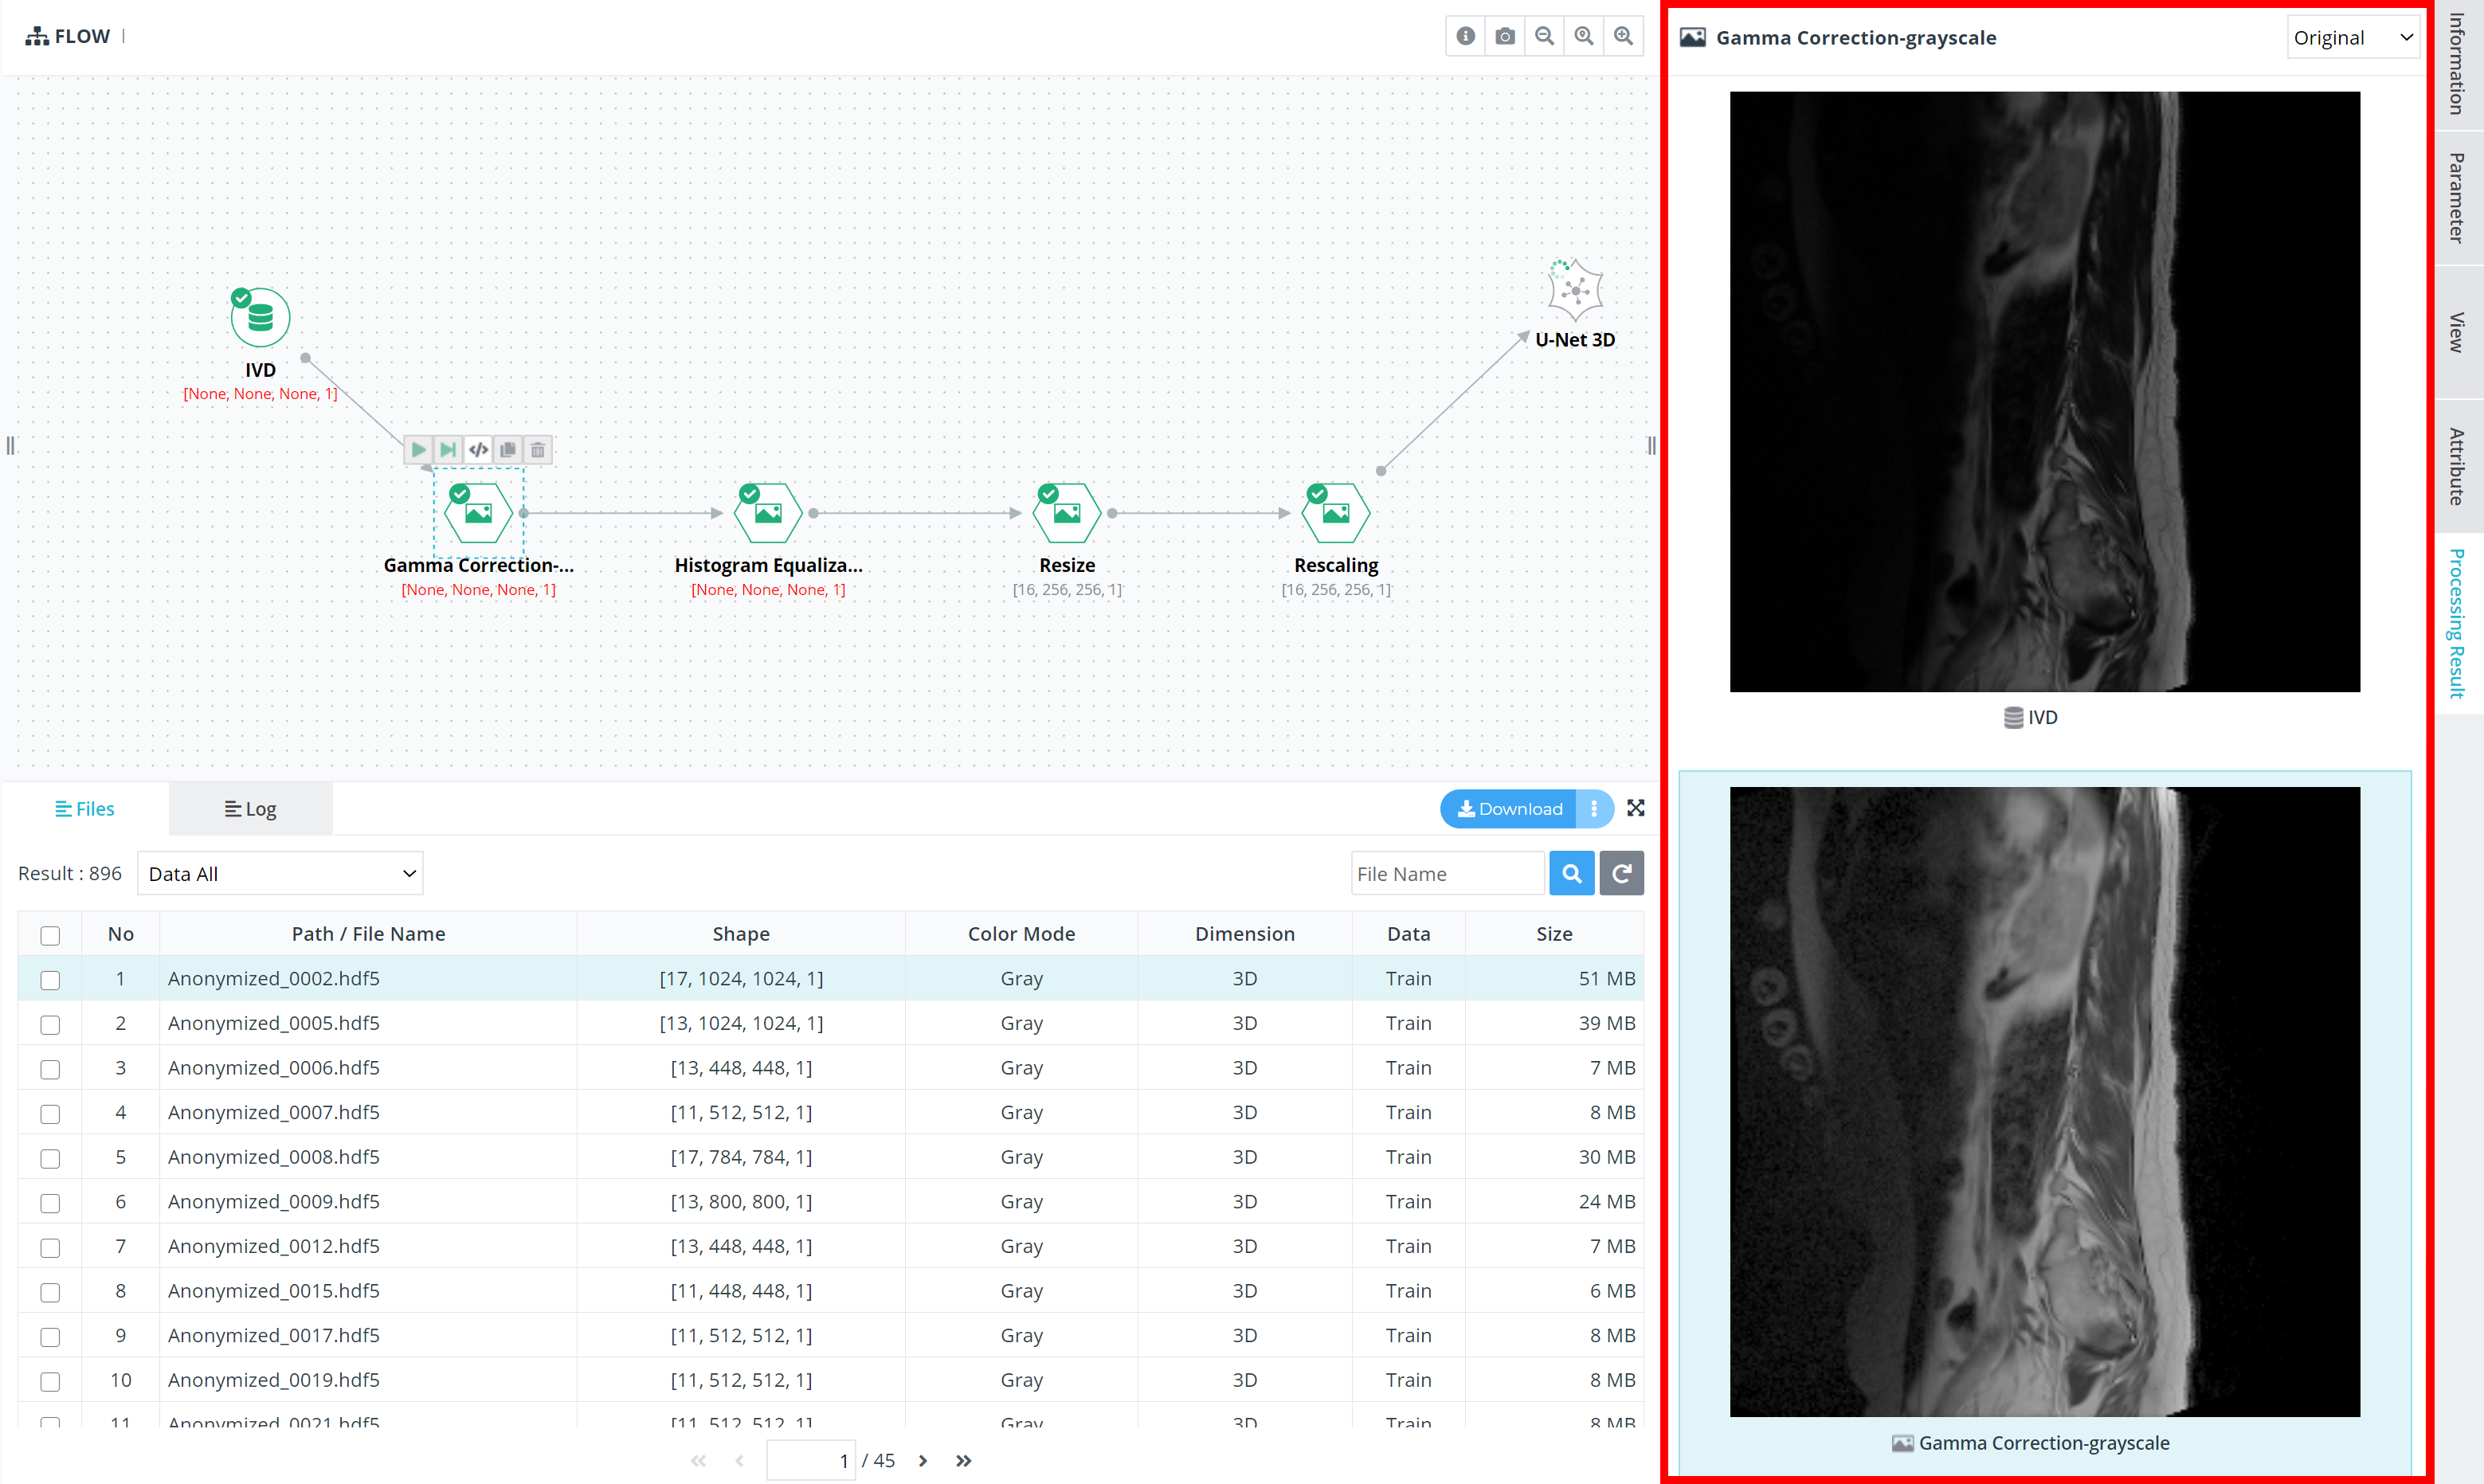 FLOW
Gamma Correction-grayscale
Original
Information
Parameter
View
Attribute
Processing Result
IVD
[None, None, None, 1]
U-Net 3D
Gamma Correction-...
[None, None, None, 1]
Histogram Equaliza...
[None, None, None, 1]
Resize
[16, 256, 256, 1]
Rescaling
[16, 256, 256, 1]
IVD
Files
Log
Download
Result : 896
Data All
File Name
No Path / File Name Shape Color Mode Dimension Data Size
1 Anonymized_0002.hdf5 [17, 1024, 1024, 1] Gray 3D Train 51 MB
2 Anonymized_0005.hdf5 [13, 1024, 1024, 1] Gray 3D Train 39 MB
3 Anonymized_0006.hdf5 [13, 448, 448, 1] Gray 3D Train 7 MB
4 Anonymized_0007.hdf5 [11, 512, 512, 1] Gray 3D Train 8 MB
5 Anonymized_0008.hdf5 [17, 784, 784, 1] Gray 3D Train 30 MB
6 Anonymized_0009.hdf5 [13, 800, 800, 1] Gray 3D Train 24 MB
7 Anonymized_0012.hdf5 [13, 448, 448, 1] Gray 3D Train 7 MB
8 Anonymized_0015.hdf5 [11, 448, 448, 1] Gray 3D Train 6 MB
9 Anonymized_0017.hdf5 [11, 512, 512, 1] Gray 3D Train 8 MB
10 Anonymized_0019.hdf5 [11, 512, 512, 1] Gray 3D Train 8 MB
11 Anonymized_0021.hdf5 [11, 512, 512, 1] Gray 3D Train 8 MB
1 / 45
Gamma Correction-grayscale